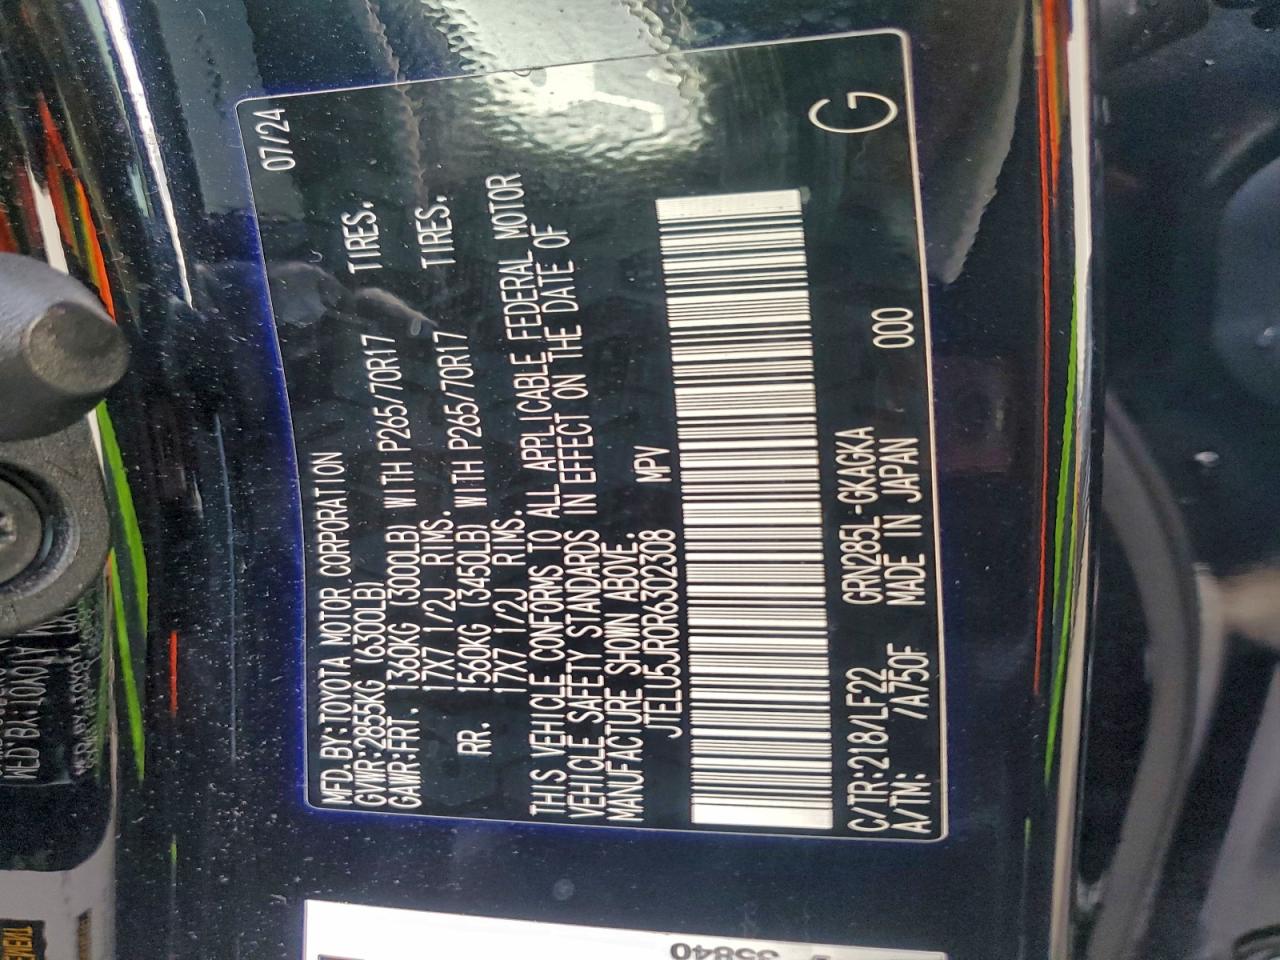 MFD.BY:TOYOTA MOTOR CORPORATION 07/24
GVWR:2855KG (6300LB)
GAWR:FRT. 1360KG (3000LB) WITH P265/70R17 TIRES.
17X7 1/2J RIMS.
RR. 1560KG (3450LB) WITH P265/70R17 TIRES.
17X7 1/2J RIMS.
THIS VEHICLE CONFORMS TO ALL APPLICABLE FEDERAL MOTOR
VEHICLE SAFETY STANDARDS IN EFFECT ON THE DATE OF
MANUFACTURE SHOWN ABOVE.
JTELU5JR0R6302308 MPV
C/TR:218/LF22 GRN285L-GKAGKA 000 G
A/TM: /A750F MADE IN JAPAN
35840